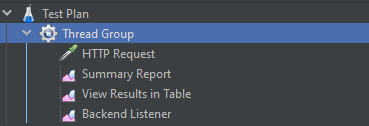 Test Plan
Thread Group
HTTP Request
Summary Report
View Results in Table
Backend Listener